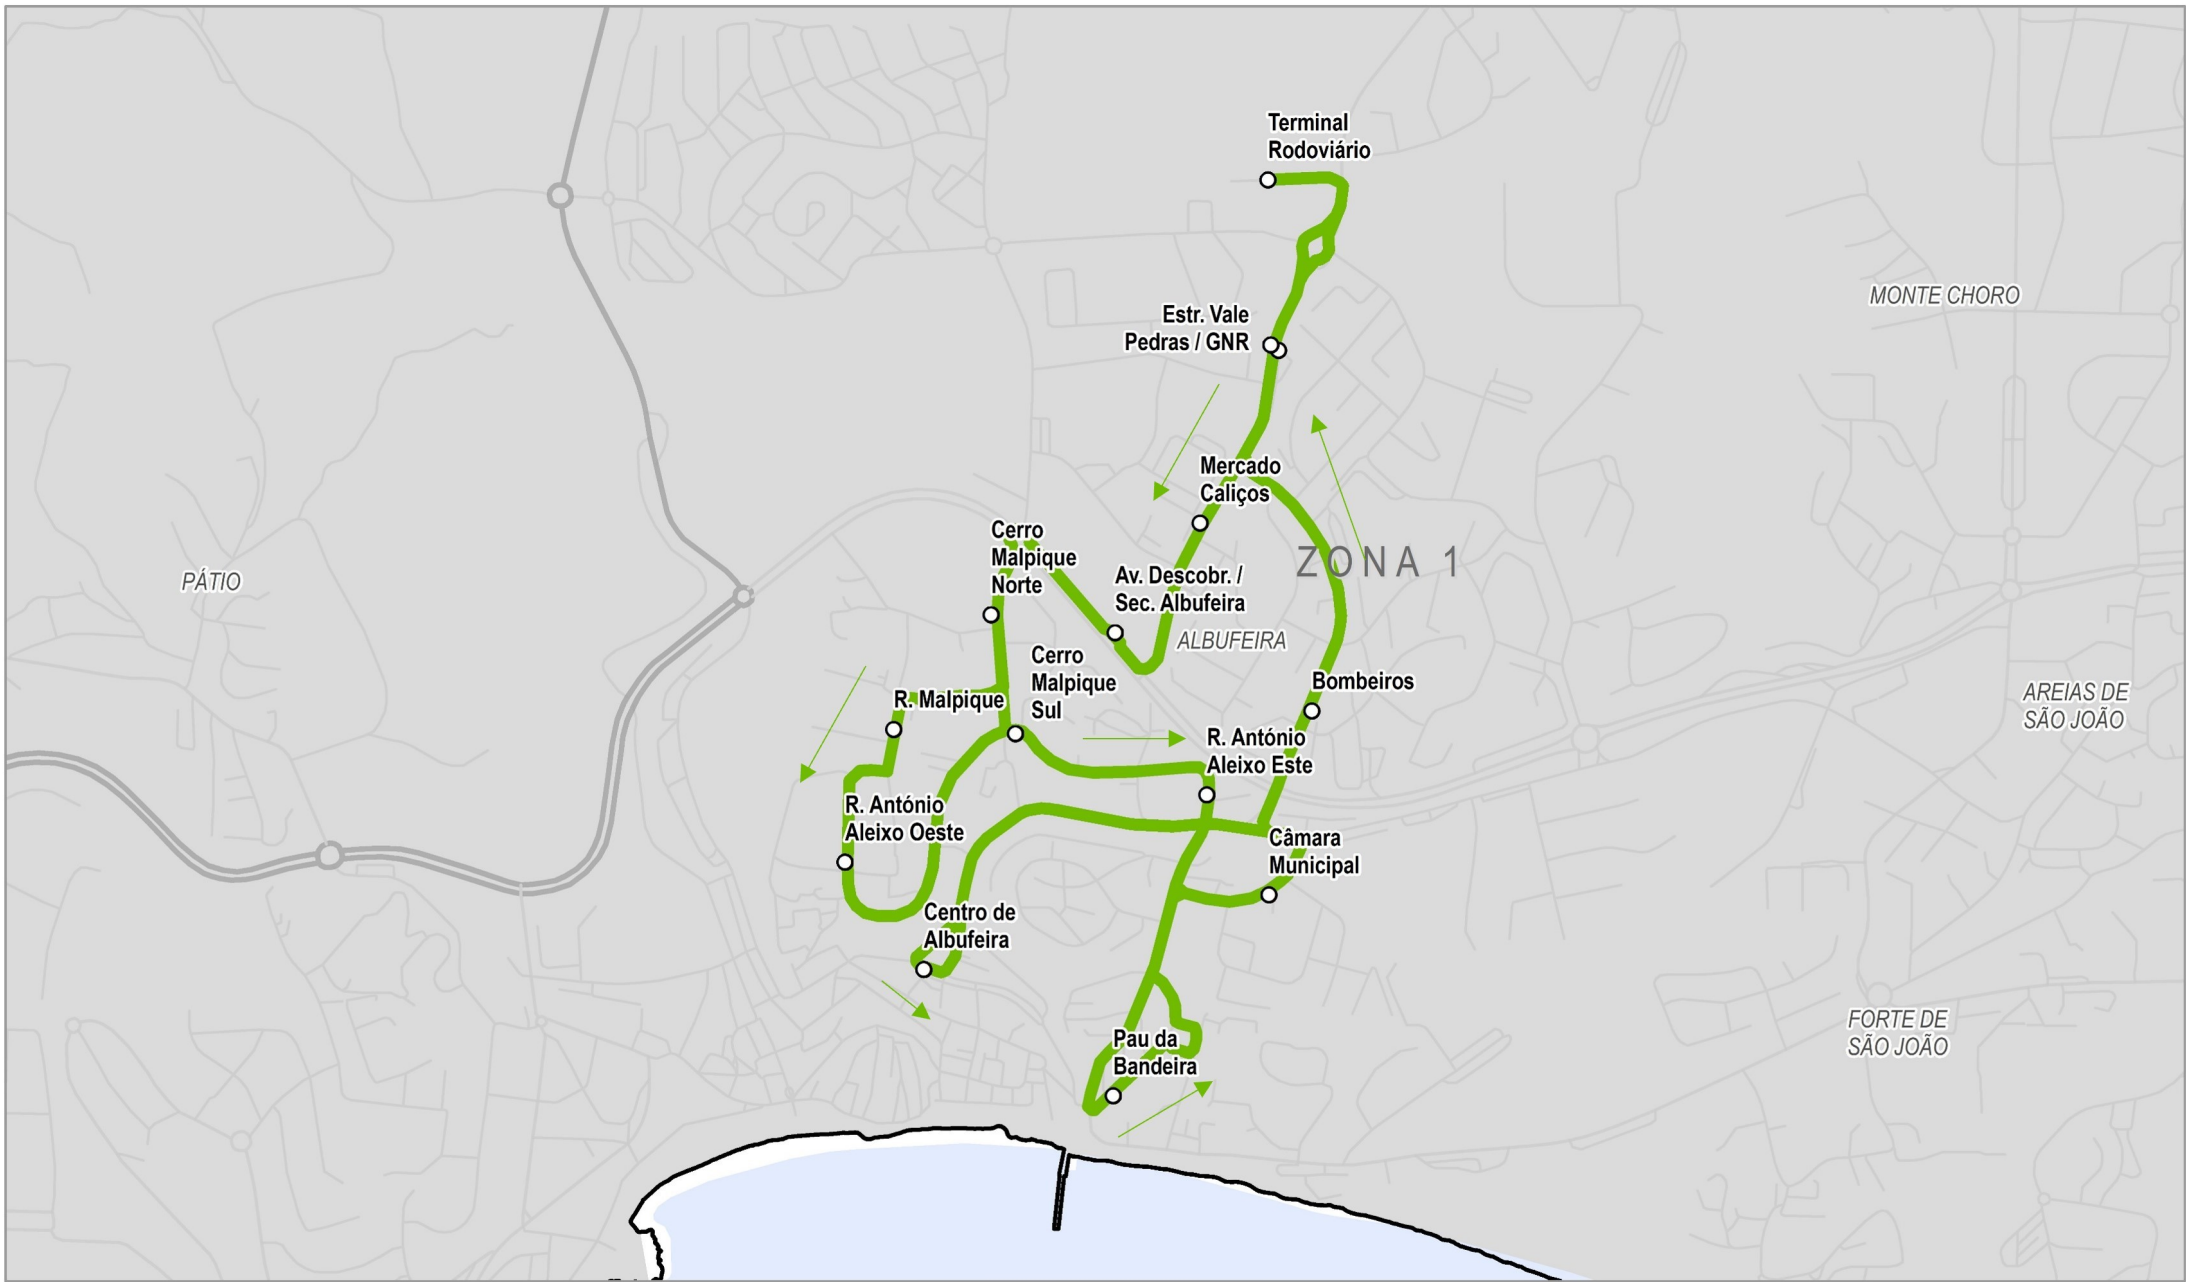 Terminal
Rodoviário
MONTE CHORO
Estr. Vale
Pedras / GNR
Mercado
Caliços
Cerro
Malpique
Norte
ZONA 1
PÁTIO
Av. Descobr. /
Sec. Albufeira
ALBUFEIRA
Cerro
Malpique
Sul
Bombeiros
R. Malpique
AREIAS DE
SÃO JOÃO
R. António
Aleixo Este
R. António
Aleixo Oeste
Câmara
Municipal
Centro de
Albufeira
FORTE DE
SÃO JOÃO
Pau da
Bandeira